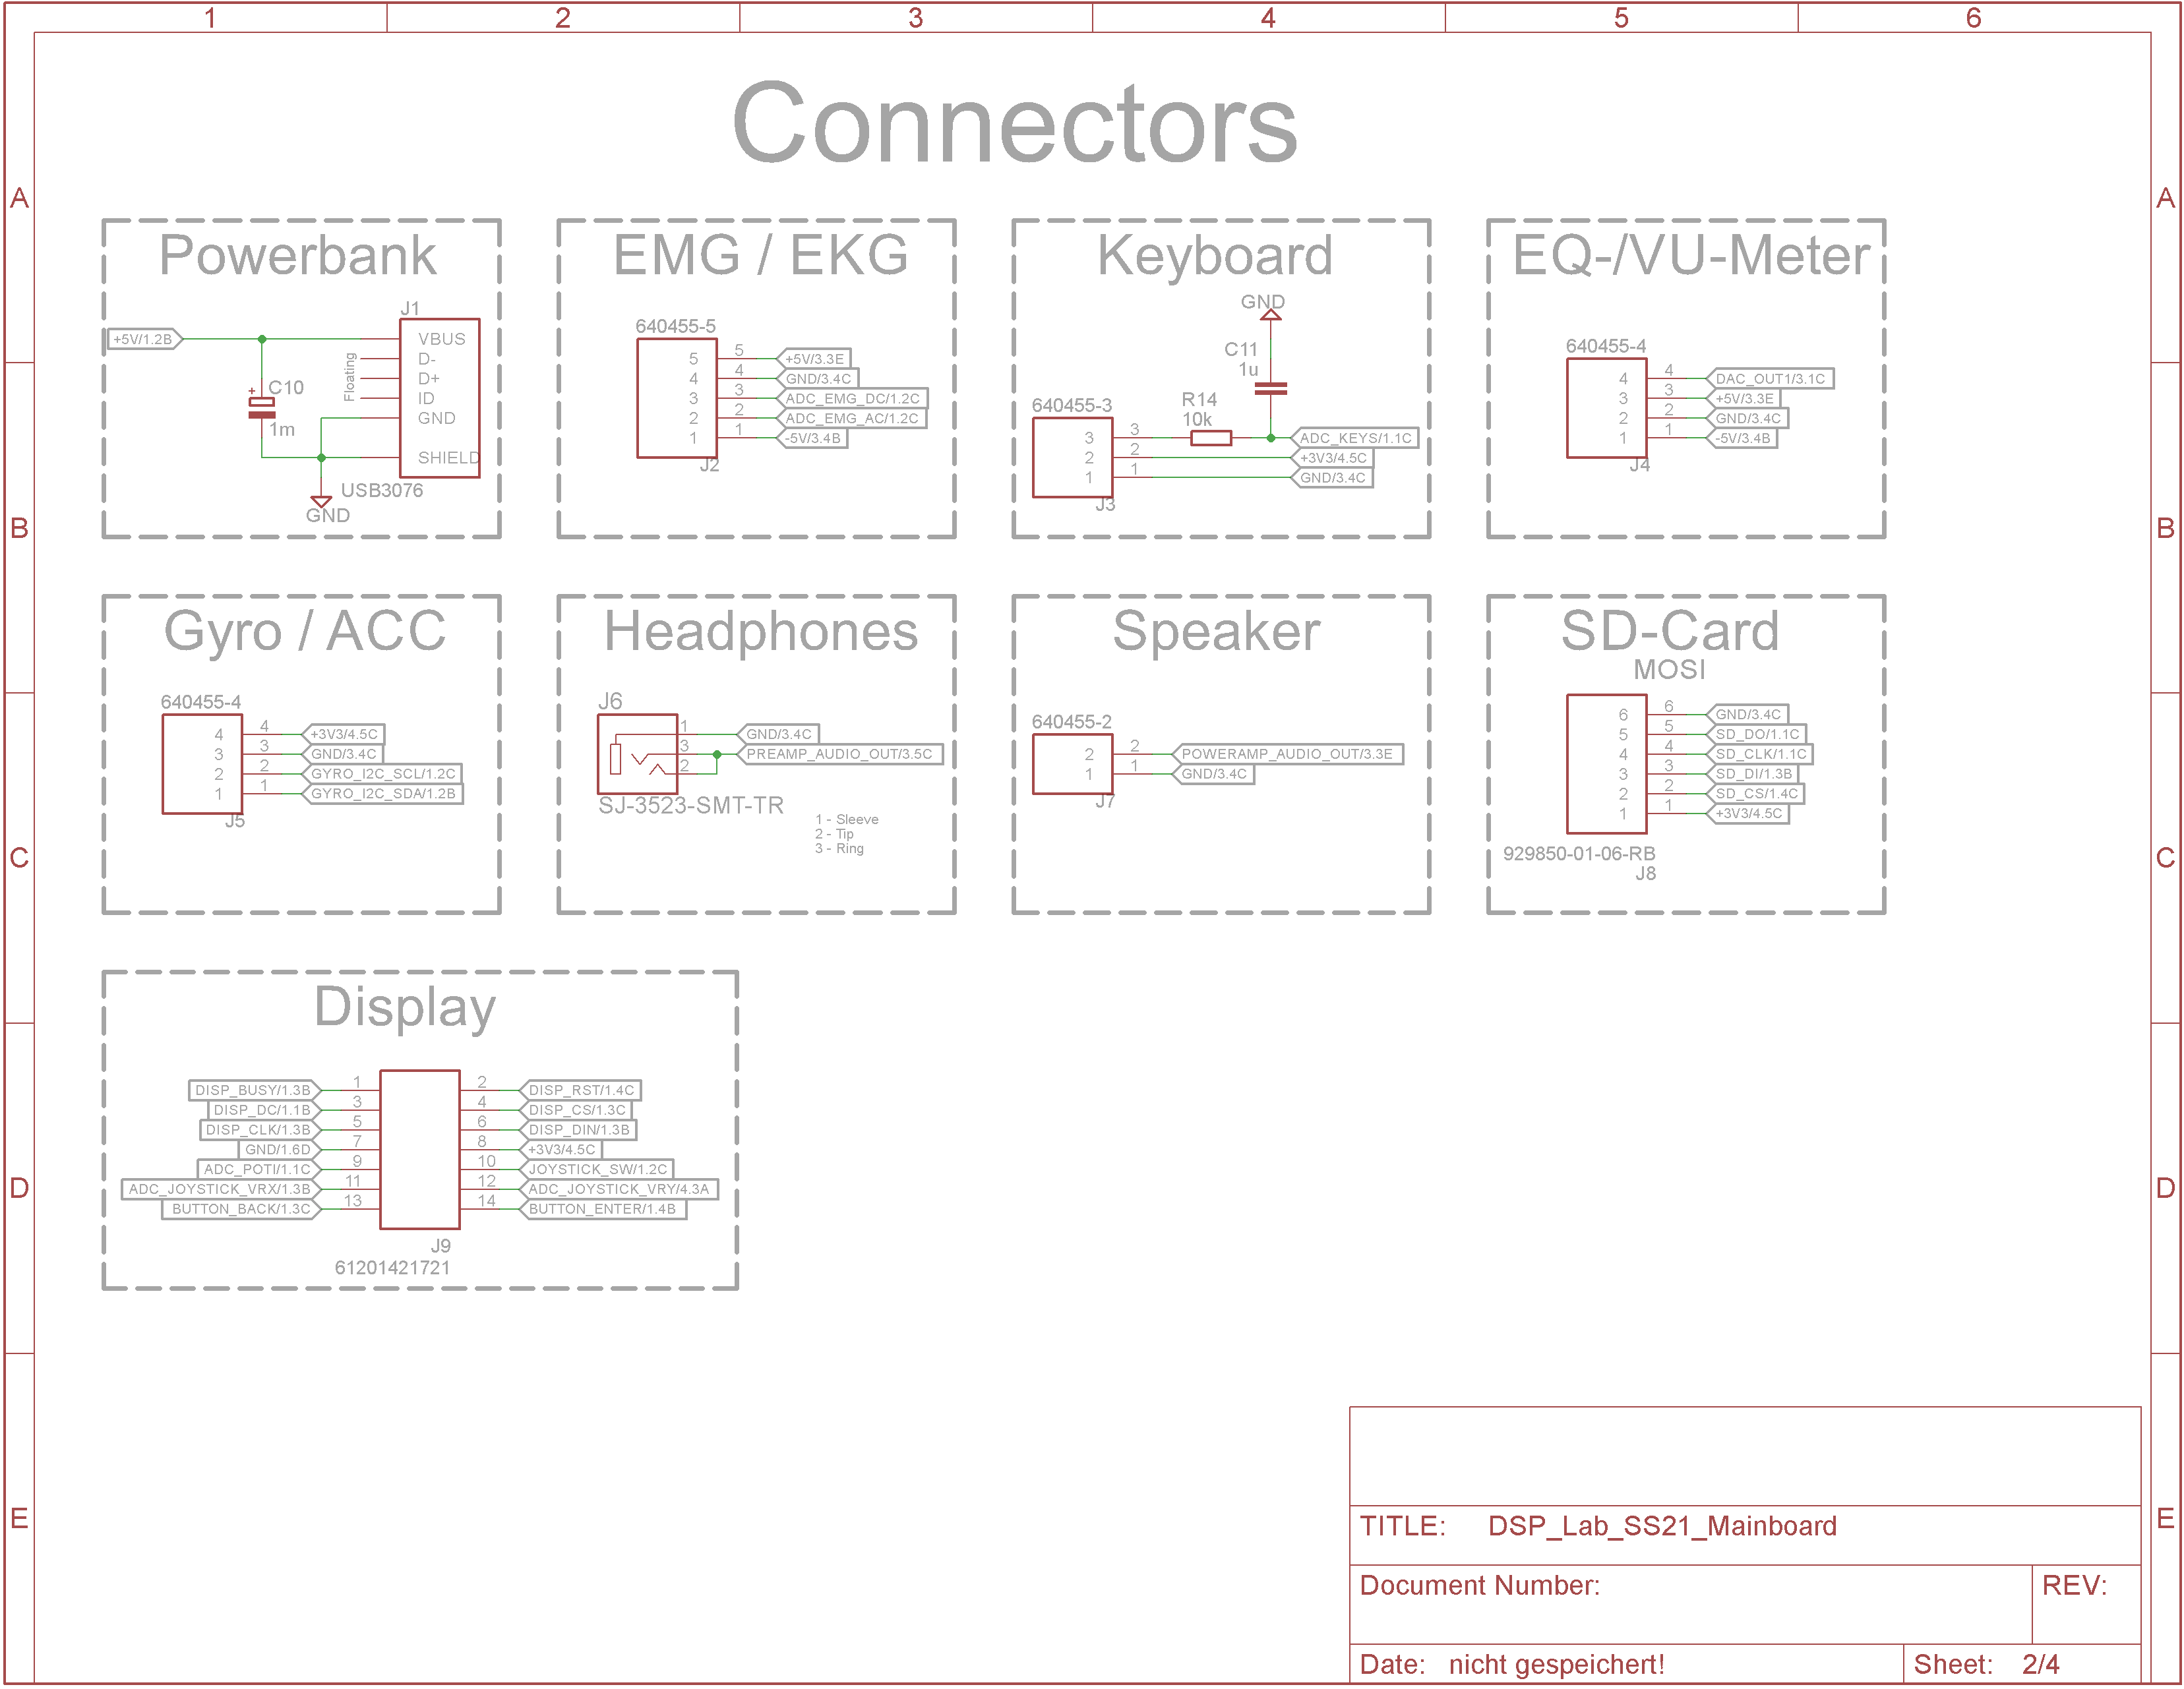 1 2 3 4 5 6
A A
B B
C C
D D
E E
Connectors
Powerbank
J1
+5V/1.2B
VBUS
D-
D+
ID
GND
SHIELD
Floating
+
C10
1m
USB3076
GND
EMG / EKG
640455-5
5 5 +5V/3.3E
4 4 GND/3.4C
3 3 ADC_EMG_DC/1.2C
2 2 ADC_EMG_AC/1.2C
1 1 -5V/3.4B
J2
Keyboard
GND
C11
1u
R14
10k
640455-3
3 3 ADC_KEYS/1.1C
2 2 +3V3/4.5C
1 1 GND/3.4C
J3
EQ-/VU-Meter
640455-4
4 4 DAC_OUT1/3.1C
3 3 +5V/3.3E
2 2 GND/3.4C
1 1 -5V/3.4B
J4
Gyro / ACC
640455-4
4 4 +3V3/4.5C
3 3 GND/3.4C
2 2 GYRO_I2C_SCL/1.2C
1 1 GYRO_I2C_SDA/1.2B
J5
Headphones
J6
1 GND/3.4C
3 PREAMP_AUDIO_OUT/3.5C
2
SJ-3523-SMT-TR
1 - Sleeve
2 - Tip
3 - Ring
Speaker
640455-2
2 2 POWERAMP_AUDIO_OUT/3.3E
1 1 GND/3.4C
J7
SD-Card
MOSI
6 6 GND/3.4C
5 5 SD_DO/1.1C
4 4 SD_CLK/1.1C
3 3 SD_DI/1.3B
2 2 SD_CS/1.4C
1 1 +3V3/4.5C
929850-01-06-RB
J8
Display
DISP_BUSY/1.3B 1 2 DISP_RST/1.4C
DISP_DC/1.1B 3 4 DISP_CS/1.3C
DISP_CLK/1.3B 5 6 DISP_DIN/1.3B
GND/1.6D 7 8 +3V3/4.5C
ADC_POTI/1.1C 9 10 JOYSTICK_SW/1.2C
ADC_JOYSTICK_VRX/1.3B 11 12 ADC_JOYSTICK_VRY/4.3A
BUTTON_BACK/1.3C 13 14 BUTTON_ENTER/1.4B
J9
61201421721
TITLE: DSP_Lab_SS21_Mainboard
Document Number: REV:
Date: nicht gespeichert! Sheet: 2/4